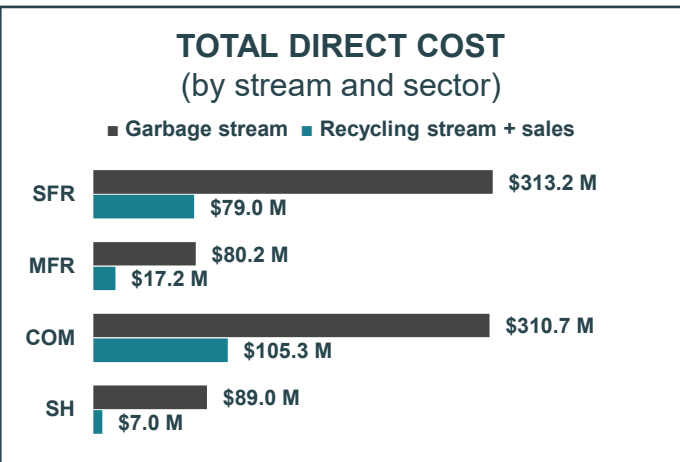 TOTAL DIRECT COST
(by stream and sector)
Garbage stream Recycling stream + sales
SFR
$313.2 M
$79.0 M
MFR
$80.2 M
$17.2 M
COM
$310.7 M
$105.3 M
SH
$89.0 M
$7.0 M